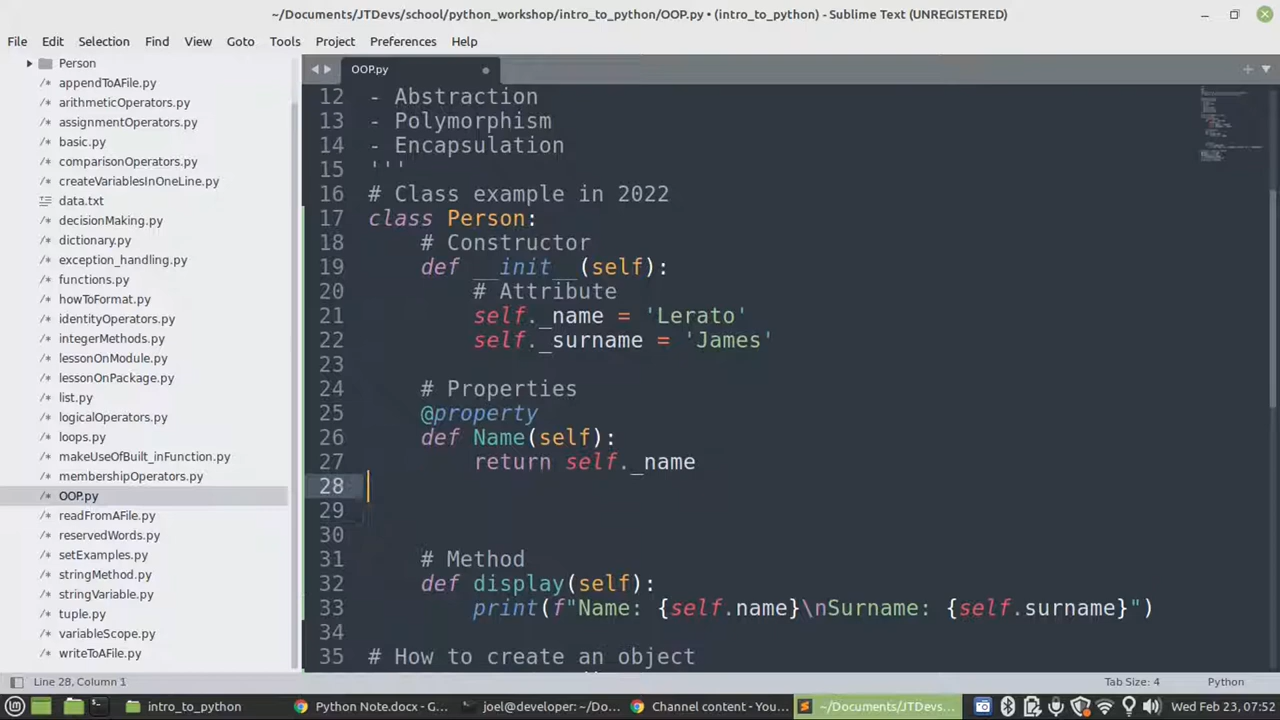 ~/Documents/JTDevs/school/python_workshop/intro_to_python/OOP.py • (intro_to_python) - Sublime Text (UNREGISTERED)
File Edit Selection Find View Goto Tools Project Preferences Help
Person
/* appendToAFile.py
/* arithmeticOperators.py
/* assignmentOperators.py
/* basic.py
/* comparisonOperators.py
/* createVariablesInOneLine.py
data.txt
/* decisionMaking.py
/* dictionary.py
/* exception_handling.py
/* functions.py
/* howToFormat.py
/* identityOperators.py
/* integerMethods.py
/* lessonOnModule.py
/* lessonOnPackage.py
/* list.py
/* logicalOperators.py
/* loops.py
/* makeUseOfBuilt_inFunction.py
/* membershipOperators.py
/* OOP.py
/* readFromAFile.py
/* reservedWords.py
/* setExamples.py
/* stringMethod.py
/* stringVariable.py
/* tuple.py
/* variableScope.py
/* writeToAFile.py
OOP.py
12 - Abstraction
13 - Polymorphism
14 - Encapsulation
15 '''
16 # Class example in 2022
17 class Person:
18 # Constructor
19 def __init__(self):
20 # Attribute
21 self._name = 'Lerato'
22 self._surname = 'James'
23
24 # Properties
25 @property
26 def Name(self):
27 return self._name
28
29
30
31 # Method
32 def display(self):
33 print(f"Name: {self.name}\nSurname: {self.surname}")
34
35 # How to create an object
Line 28, Column 1 Tab Size: 4 Python
intro_to_python Python Note.docx - G... joel@developer: ~/Do... Channel content - You... ~/Documents/JTDevs/... Wed Feb 23, 07:52